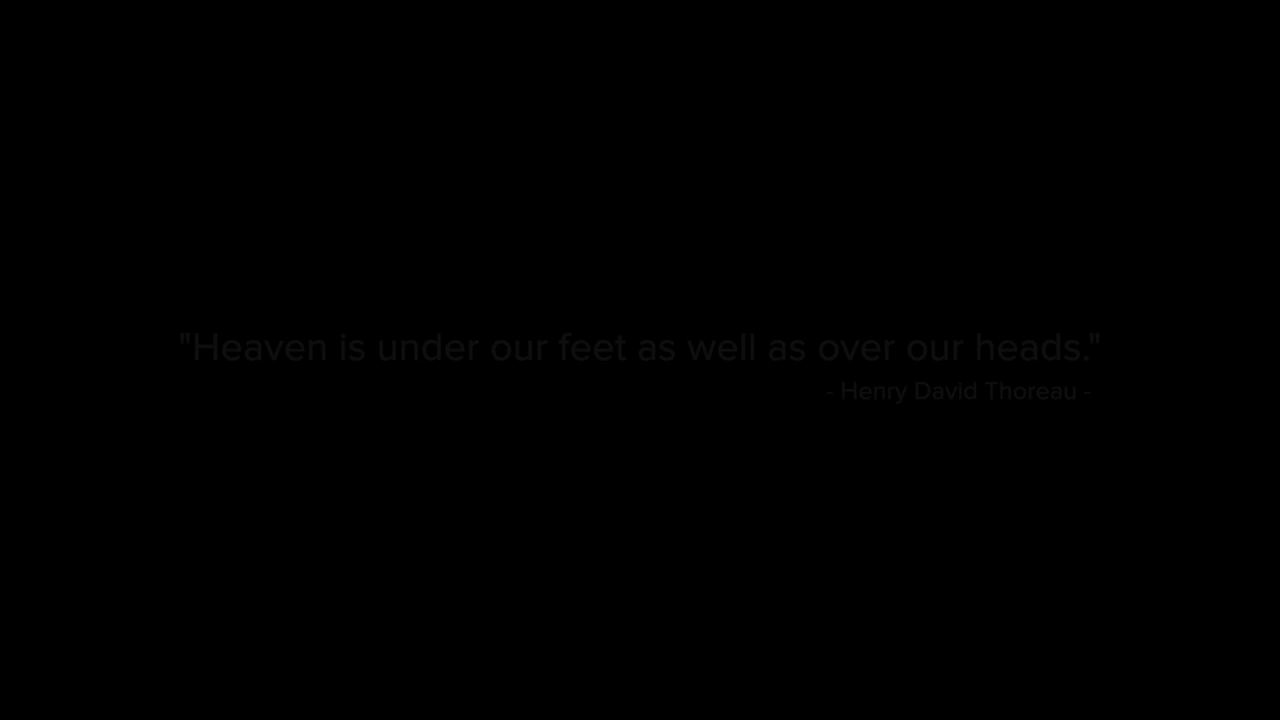 "Heaven is under our feet as well as over our heads."
- Henry David Thoreau -